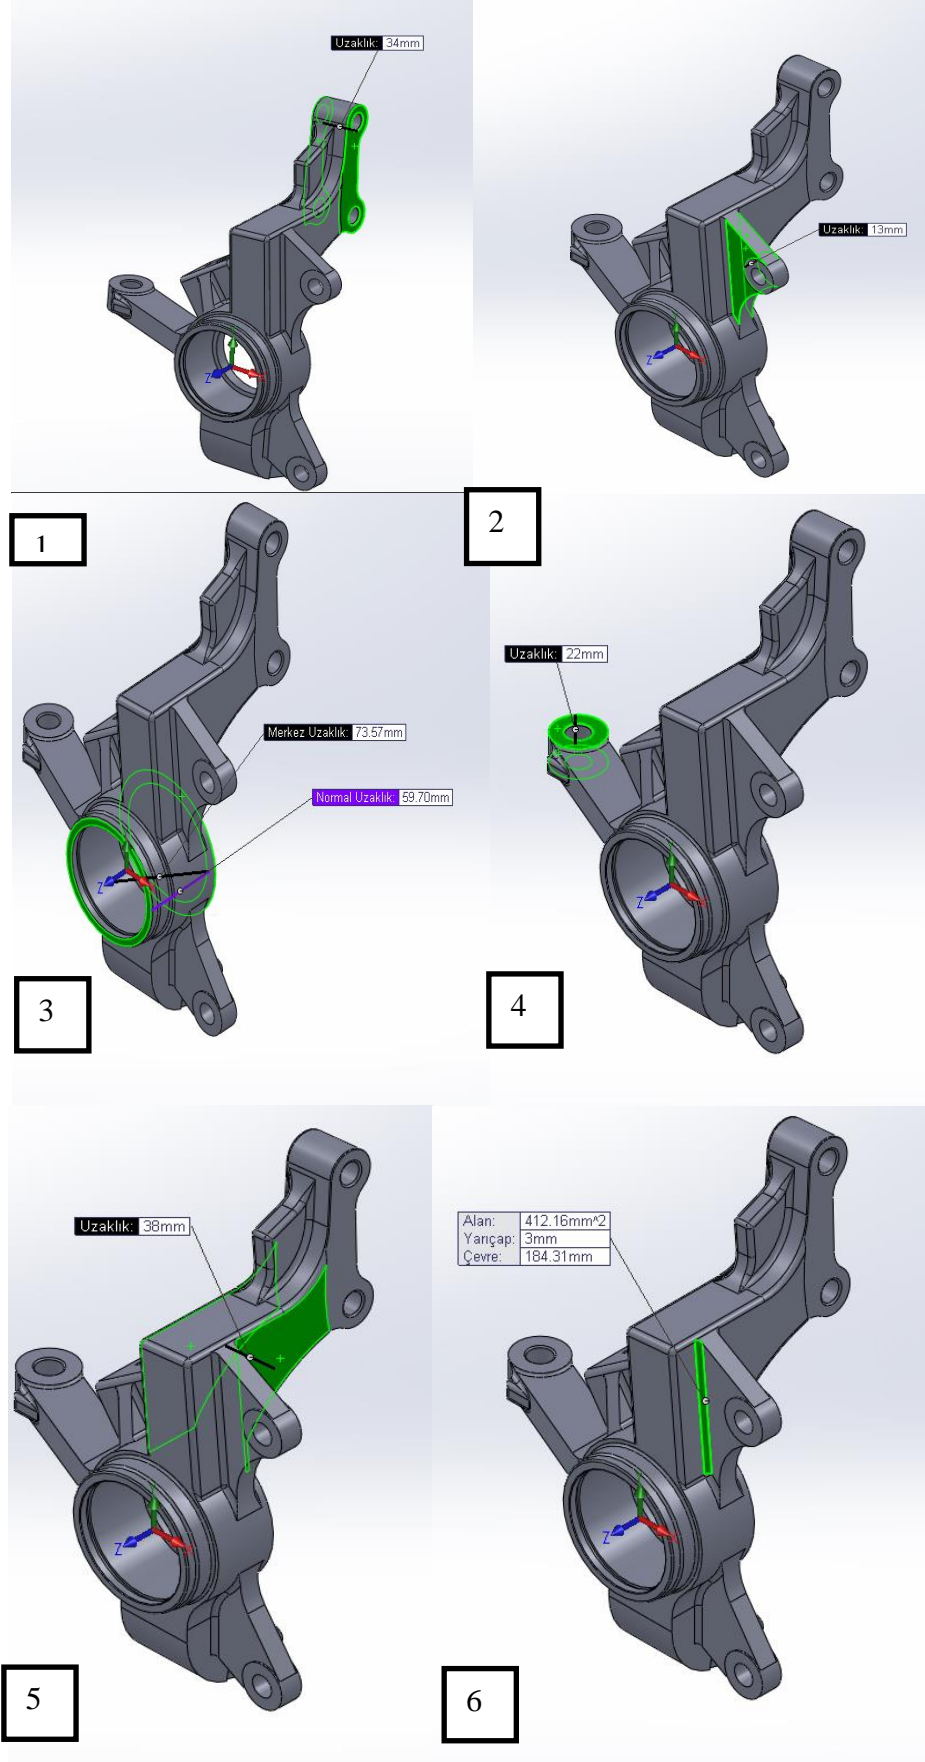 Uzaklık: 34mm
Uzaklık: 13mm
Z
Z
1
2
Merkez Uzaklık: 73.57mm
Normal Uzaklık: 59.70mm
Uzaklık: 22mm
Z
Z
3
4
Uzaklık: 38mm
Alan: 412.16mm^2
Yarıçap: 3mm
Çevre: 184.31mm
Z
Z
5
6